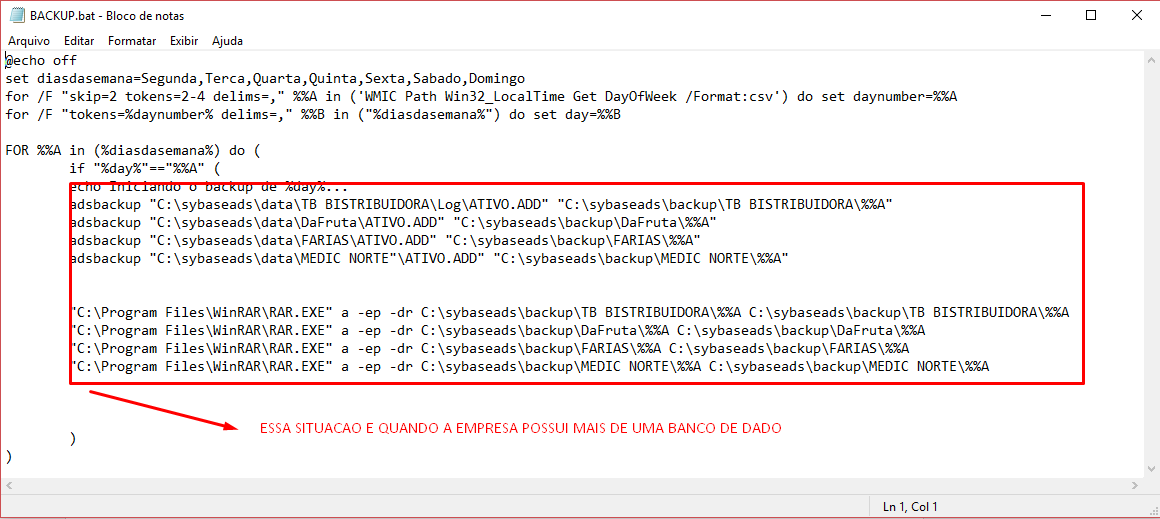 BACKUP.bat - Bloco de notas
Arquivo Editar Formatar Exibir Ajuda
@echo off
set diasdasemana=Segunda,Terca,Quarta,Quinta,Sexta,Sabado,Domingo
for /F "skip=2 tokens=2-4 delims=," %%A in ('WMIC Path Win32_LocalTime Get DayOfWeek /Format:csv') do set daynumber=%%A
for /F "tokens=%daynumber% delims=," %%B in ("%diasdasemana%") do set day=%%B
FOR %%A in (%diasdasemana%) do (
if "%day%"=="%%A" (
echo Iniciando o backup de %day%...
adsbackup "C:\sybaseads\data\TB BISTRIBUIDORA\Log\ATIVO.ADD" "C:\sybaseads\backup\TB BISTRIBUIDORA\%%A"
adsbackup "C:\sybaseads\data\DaFruta\ATIVO.ADD" "C:\sybaseads\backup\DaFruta\%%A"
adsbackup "C:\sybaseads\data\FARIAS\ATIVO.ADD" "C:\sybaseads\backup\FARIAS\%%A"
adsbackup "C:\sybaseads\data\MEDIC NORTE"\ATIVO.ADD" "C:\sybaseads\backup\MEDIC NORTE\%%A"
"C:\Program Files\WinRAR\RAR.EXE" a -ep -dr C:\sybaseads\backup\TB BISTRIBUIDORA\%%A C:\sybaseads\backup\TB BISTRIBUIDORA\%%A
"C:\Program Files\WinRAR\RAR.EXE" a -ep -dr C:\sybaseads\backup\DaFruta\%%A C:\sybaseads\backup\DaFruta\%%A
"C:\Program Files\WinRAR\RAR.EXE" a -ep -dr C:\sybaseads\backup\FARIAS\%%A C:\sybaseads\backup\FARIAS\%%A
"C:\Program Files\WinRAR\RAR.EXE" a -ep -dr C:\sybaseads\backup\MEDIC NORTE\%%A C:\sybaseads\backup\MEDIC NORTE\%%A
ESSA SITUACAO E QUANDO A EMPRESA POSSUI MAIS DE UMA BANCO DE DADO
)
)
Ln 1, Col 1